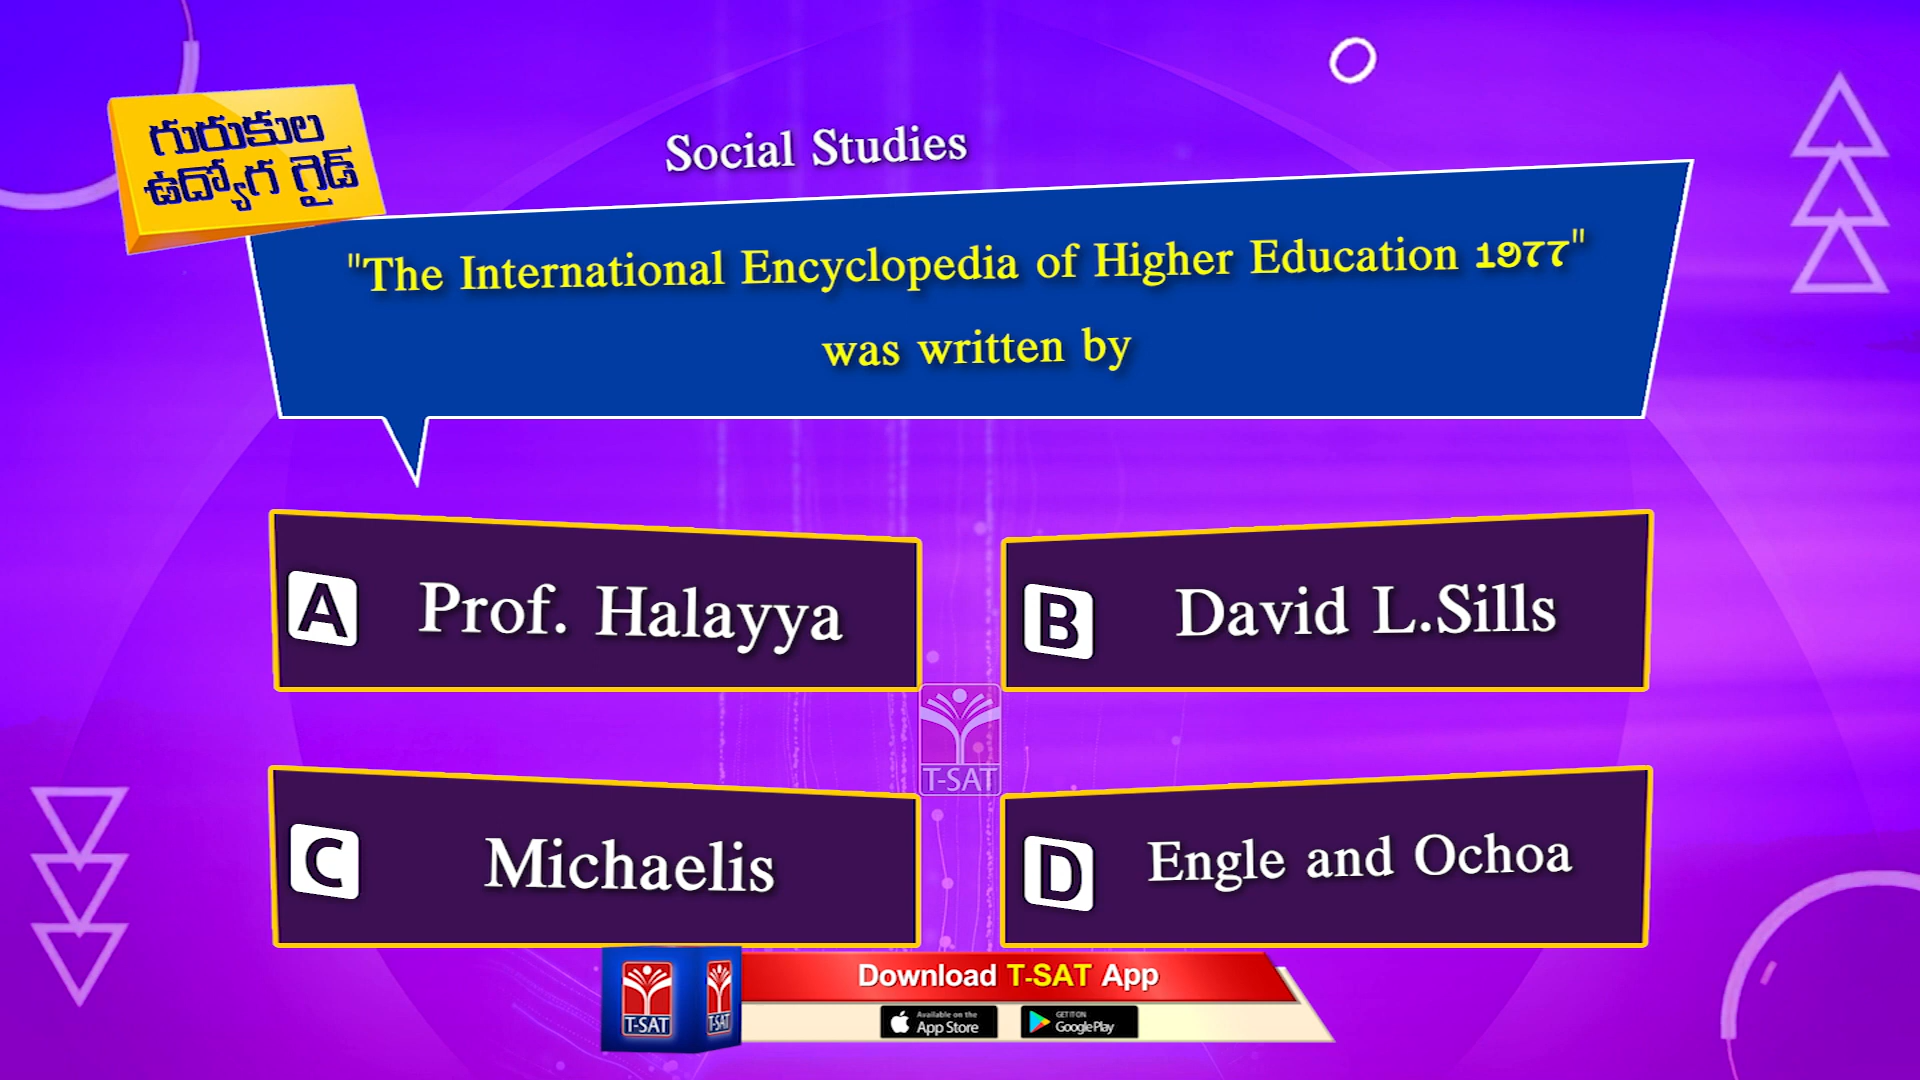 గురుకుల
ఉద్యోగ గైడ్
Social Studies
"The International Encyclopedia of Higher Education 1977"
was written by
A Prof. Halayya
B David L.Sills
T-SAT
C Michaelis
D Engle and Ochoa
T-SAT T-SAT
Download T-SAT App
Available on the App Store
GET IT ON Google Play